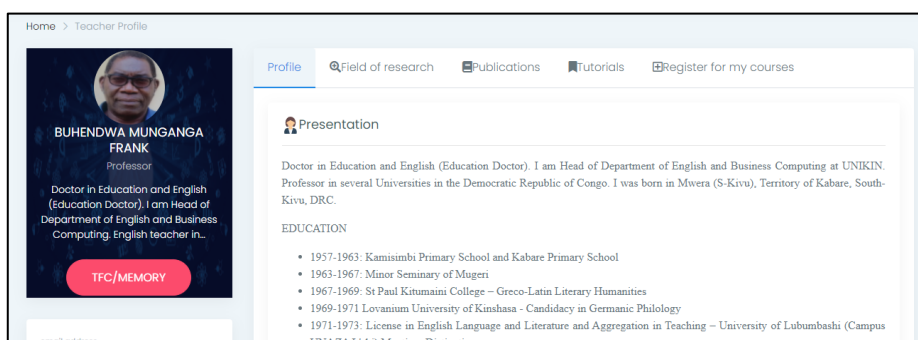 Home > Teacher Profile
BUHENDWA MUNGANGA
FRANK
Professor
Doctor in Education and English
(Education Doctor). I am Head of
Department of English and Business
Computing. English teacher in...
TFC/MEMORY
Profile Field of research Publications Tutorials Register for my courses
Presentation
Doctor in Education and English (Education Doctor). I am Head of Department of English and Business Computing at UNIKIN.
Professor in several Universities in the Democratic Republic of Congo. I was born in Mwera (S-Kivu), Territory of Kabare, South-
Kivu, DRC.
EDUCATION
• 1957-1963: Kamisimbi Primary School and Kabare Primary School
• 1963-1967: Minor Seminary of Mugeri
• 1967-1969: St Paul Kitumaini College – Greco-Latin Literary Humanities
• 1969-1971 Lovanium University of Kinshasa - Candidacy in Germanic Philology
• 1971-1973: License in English Language and Literature and Aggregation in Teaching – University of Lubumbashi (Campus